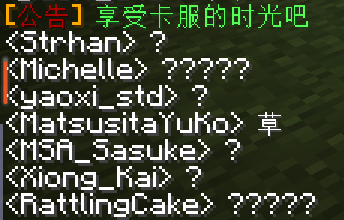 [公告] 享受卡服的时光吧
<Strhan> ?
<Michelle> ?????
<yaoxi_std> ?
<MatsusitaYuKo> 草
<MSA_Sasuke> ?
<Xiong_Kai> ?
<RattlingCake> ?????